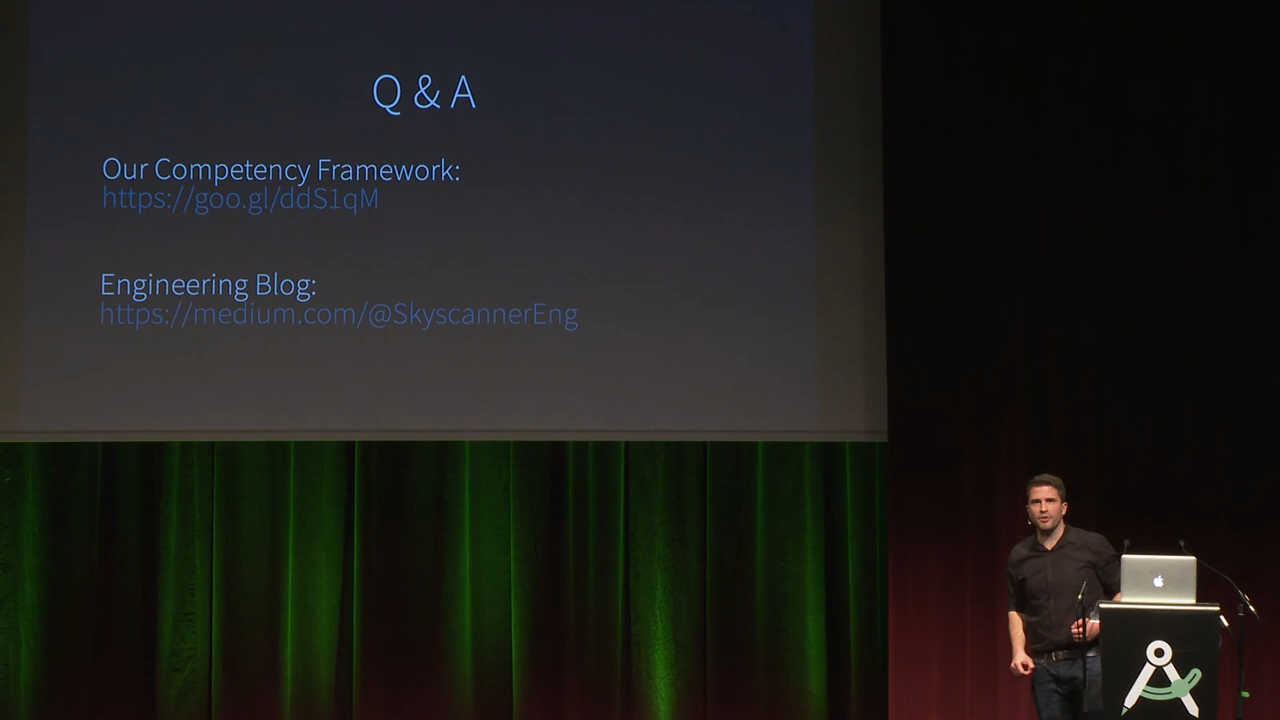 Q & A
Our Competency Framework:
https://goo.gl/ddS1qM
Engineering Blog:
https://medium.com/@SkyscannerEng